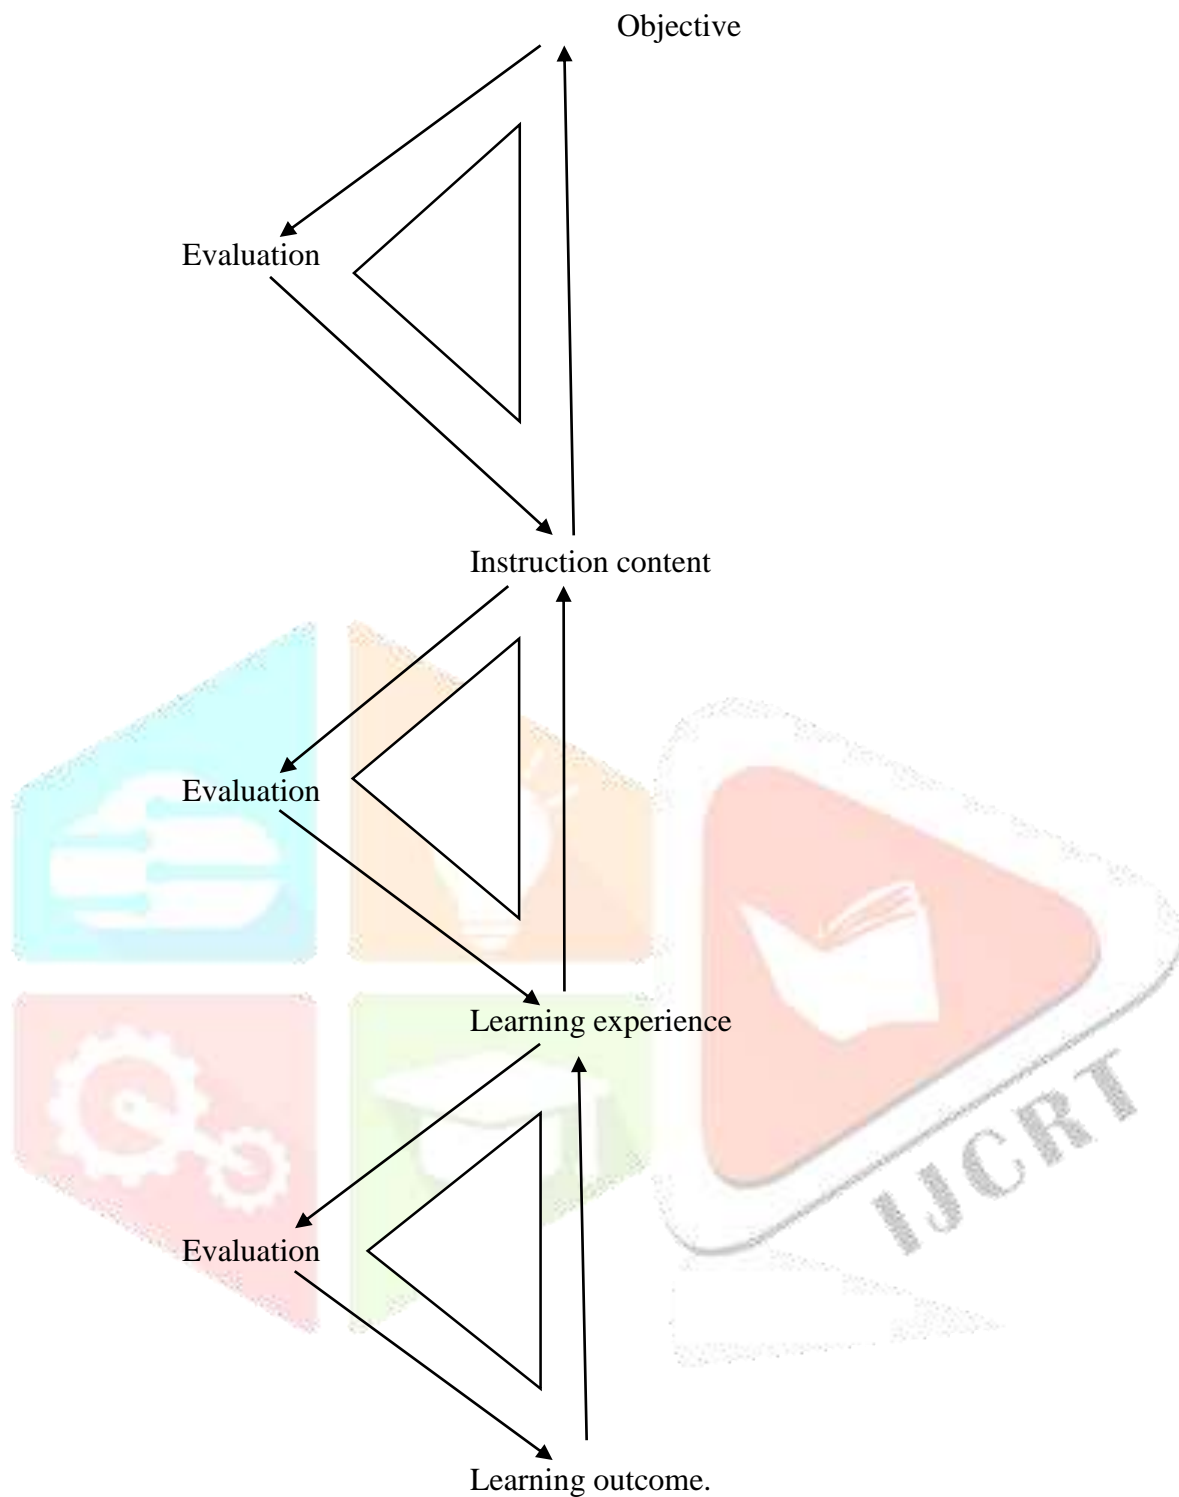 Objective
Evaluation
Instruction content
Evaluation
Learning experience
Evaluation
Learning outcome.
IJCRT